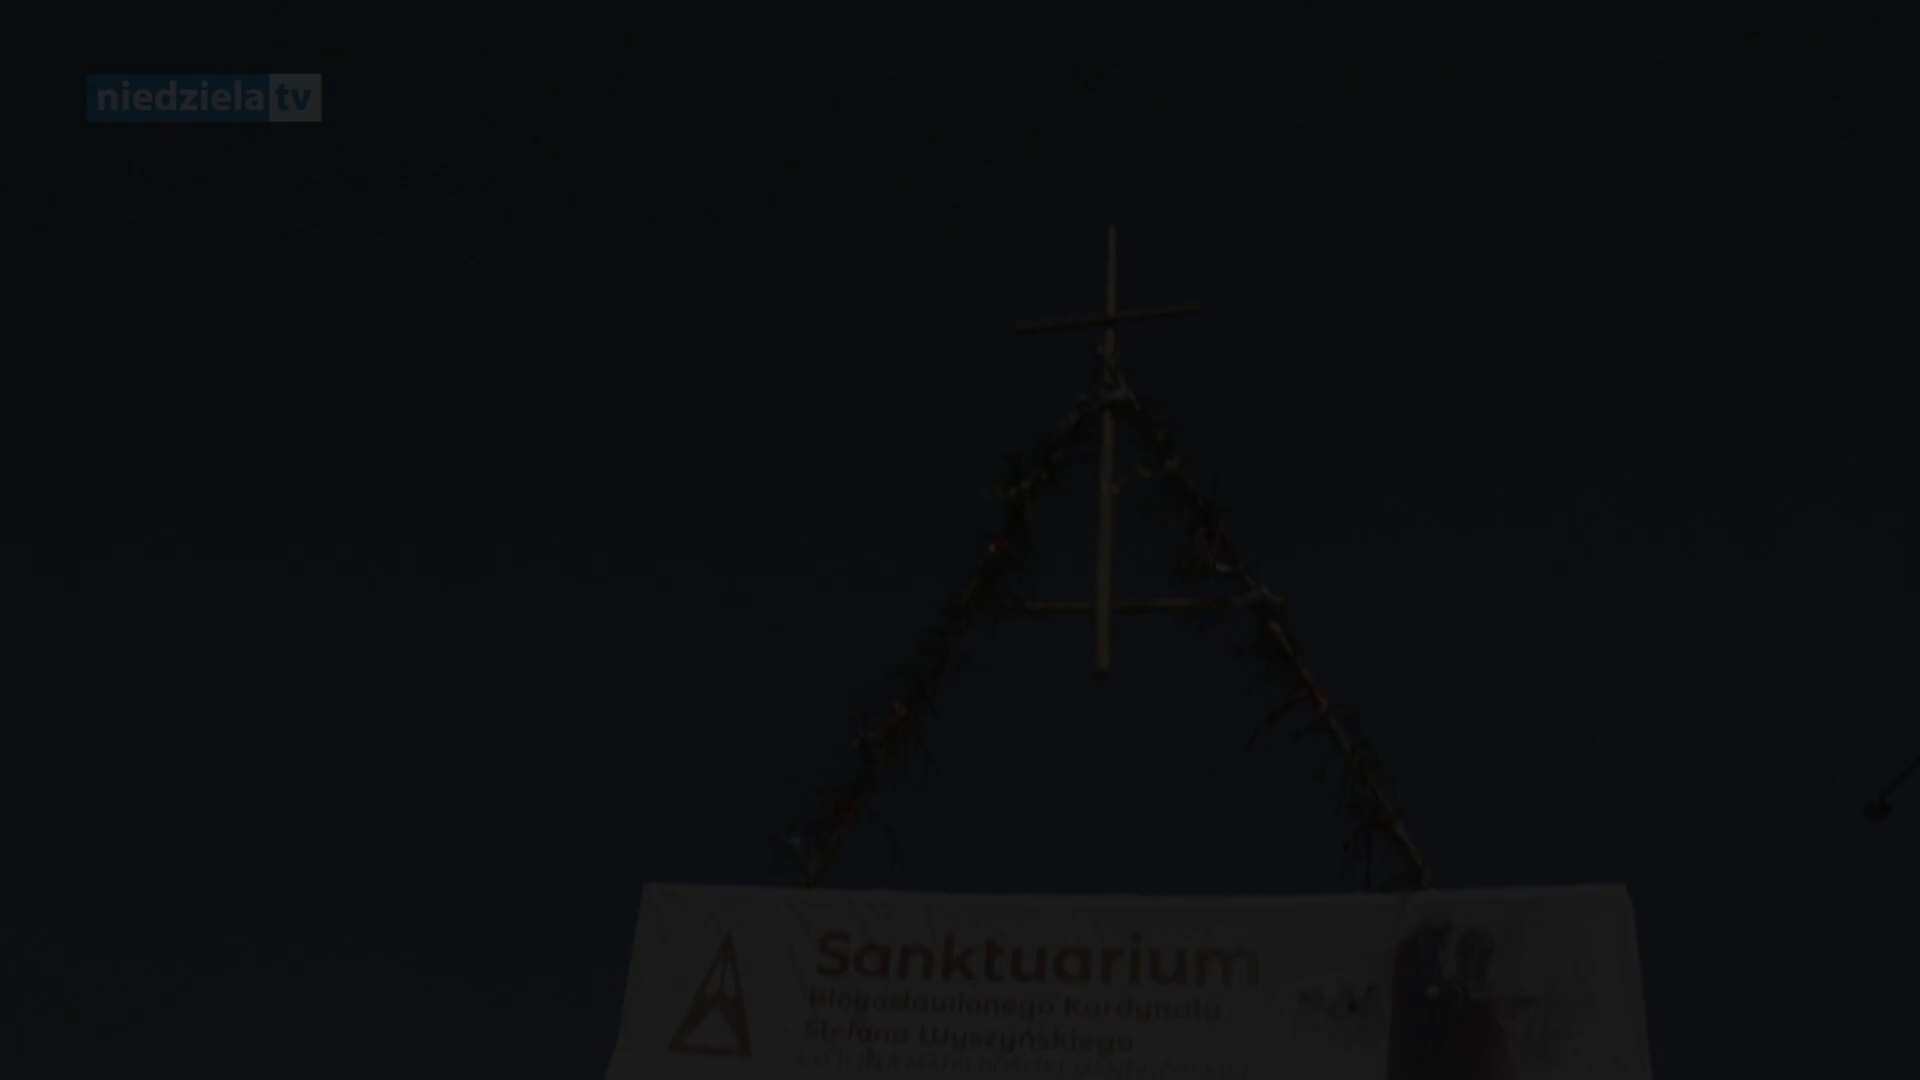 niedziela tv
Sanktuarium
Błogosławionego Kardynała
Stefana Wyszyńskiego